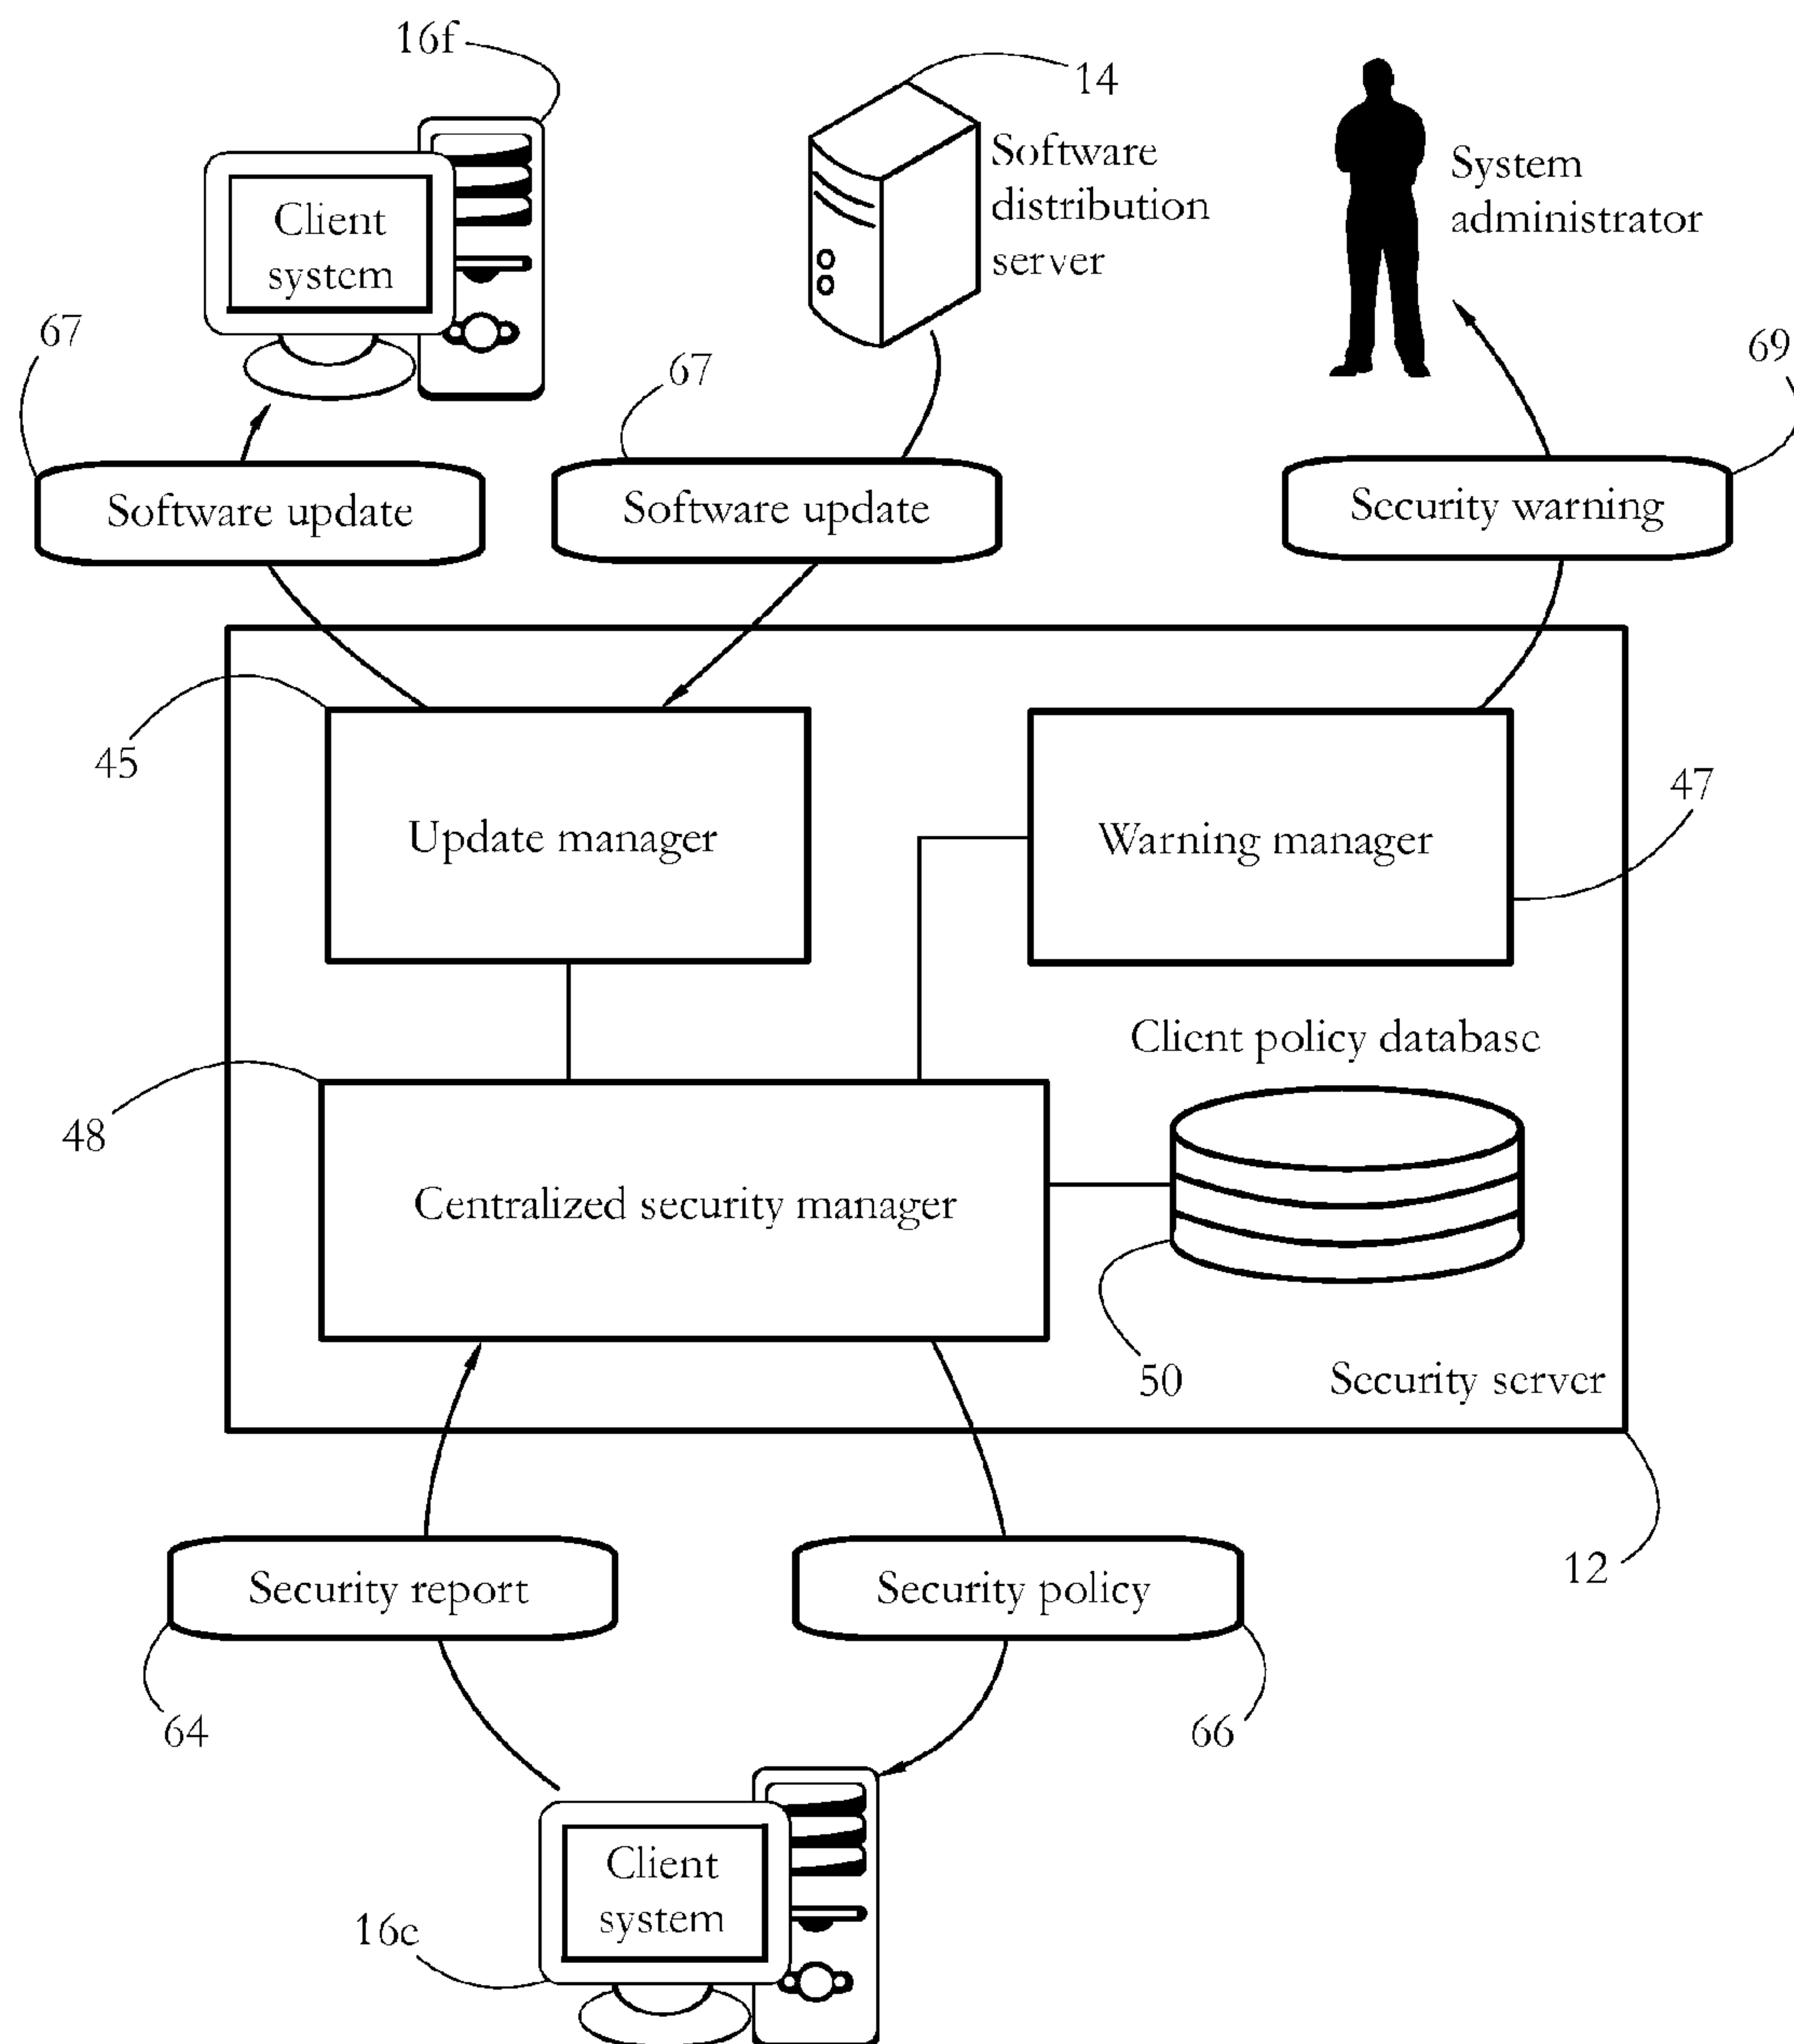 16f
14
Client
system
Software
distribution
server
System
administrator
67
67
69
Software update
Software update
Security warning
45
47
Update manager
Warning manager
Client policy database
48
Centralized security manager
50
Security server
12
Security report
Security policy
64
66
Client
system
16e